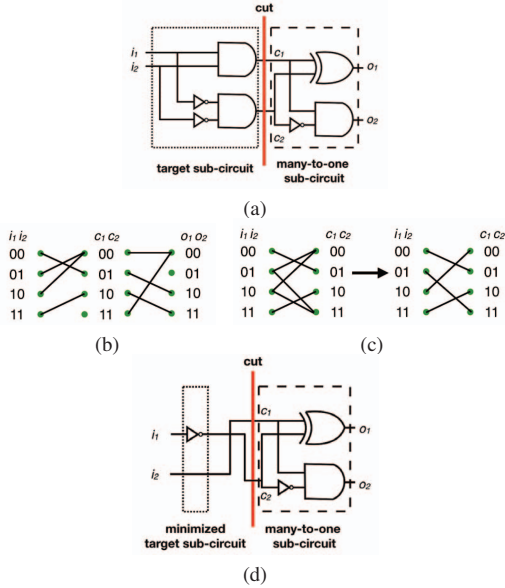 cut
i1
i2
c1
c2
o1
o2
target sub-circuit
many-to-one
sub-circuit
(a)
i1 i2 c1 c2 o1 o2
00 00 00
01 01 01
10 10 10
11 11 11
(b)
i1 i2 c1 c2 i1 i2 c1 c2
00 00 00 00
01 01 01 01
10 10 10 10
11 11 11 11
(c)
cut
i1
i2
c1
c2
o1
o2
minimized
target sub-circuit
many-to-one
sub-circuit
(d)